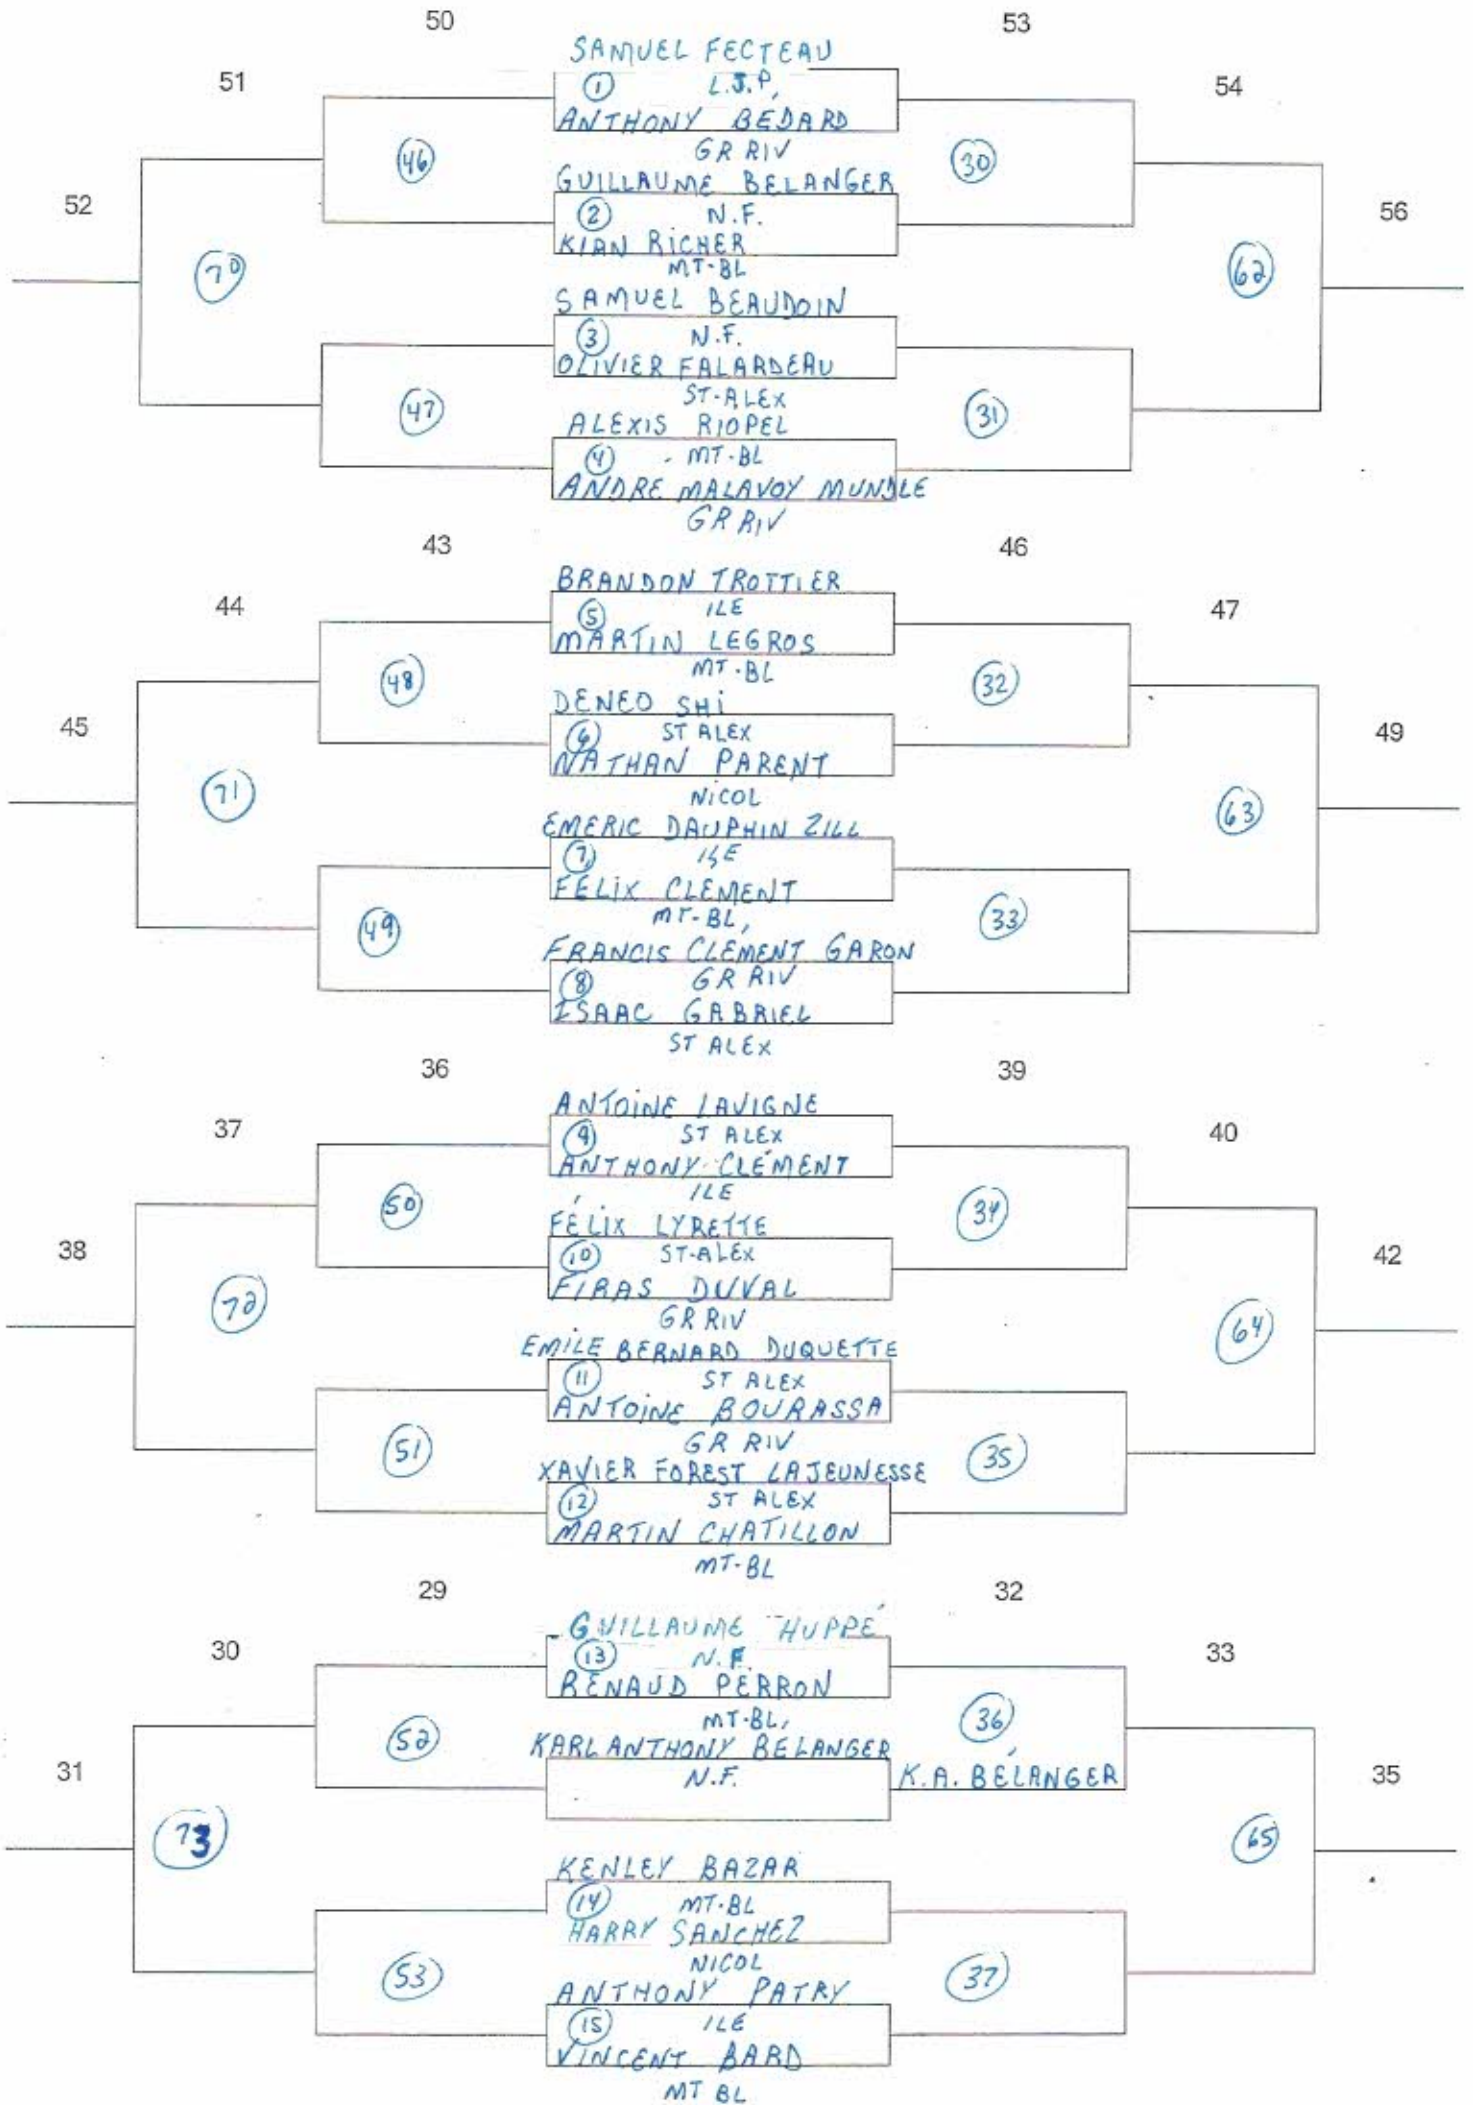 50 53
SAMUEL FECTEAU
51 1 L.J.P, 54
ANTHONY BÉDARD
46 GR RIV 30
GUILLAUME BELANGER
52 2 N.F. 56
KIAN RICHER
70 MT-BL 62
SAMUEL BEAUDOIN
3 N.F.
OLIVIER FALARDEAU
47 ST-ALEX 31
ALEXIS RIOPEL
4 MT-BL
ANDRE MALAVOY MUNDLE
GR RIV
43 46
BRANDON TROTTIER
44 5 ILE 47
MARTIN LEGROS
48 MT-BL 32
DENEO SHI
45 6 ST ALEX 49
NATHAN PARENT
71 NICOL 63
EMERIC DAUPHIN ZILL
7 ILE
FÉLIX CLÉMENT
49 MT-BL, 33
FRANCIS CLÉMENT GARON
8 GR RIV
ISAAC GABRIEL
ST ALEX
36 39
ANTOINE LAVIGNE
37 9 ST ALEX 40
ANTHONY CLÉMENT
50 ILE 34
FÉLIX LYRETTE
38 10 ST-ALEX 42
FIRAS DUVAL
72 GR RIV 64
EMILE BERNARD DUQUETTE
11 ST ALEX
ANTOINE BOURASSA
51 GR RIV 35
XAVIER FOREST LAJEUNESSE
12 ST ALEX
MARTIN CHATILLON
MT-BL
29 32
GUILLAUME HUPPÉ
30 13 N.F. 33
RENAUD PERRON
52 MT-BL, 36
KARL ANTHONY BÉLANGER
31 N.F. K.A. BÉLANGER 35
73 65
KENLEY BAZAR
14 MT-BL
HARRY SANCHEZ
53 NICOL 37
ANTHONY PATRY
15 ILE
VINCENT BARD
MT BL